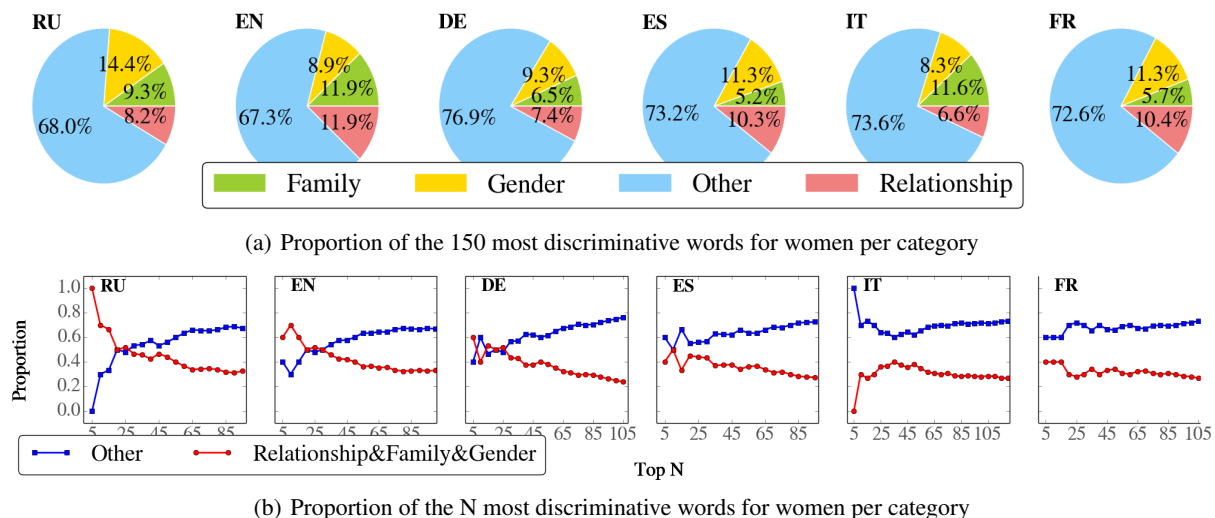 RU EN DE ES IT FR
14.4% 8.9% 9.3% 11.3% 8.3% 11.3%
9.3% 11.9% 6.5% 5.2% 11.6% 5.7%
68.0% 8.2% 67.3% 11.9% 76.9% 7.4% 73.2% 10.3% 73.6% 6.6% 72.6% 10.4%
Family Gender Other Relationship
(a) Proportion of the 150 most discriminative words for women per category
RU EN DE ES IT FR
Proportion
1.0
0.8
0.6
0.4
0.2
0.0
5 25 45 65 85 5 25 45 65 85 5 25 45 65 85 105 5 25 45 65 85 5 25 45 65 85 105 5 25 45 65 85 105
Other Relationship&Family&Gender
Top N
(b) Proportion of the N most discriminative words for women per category